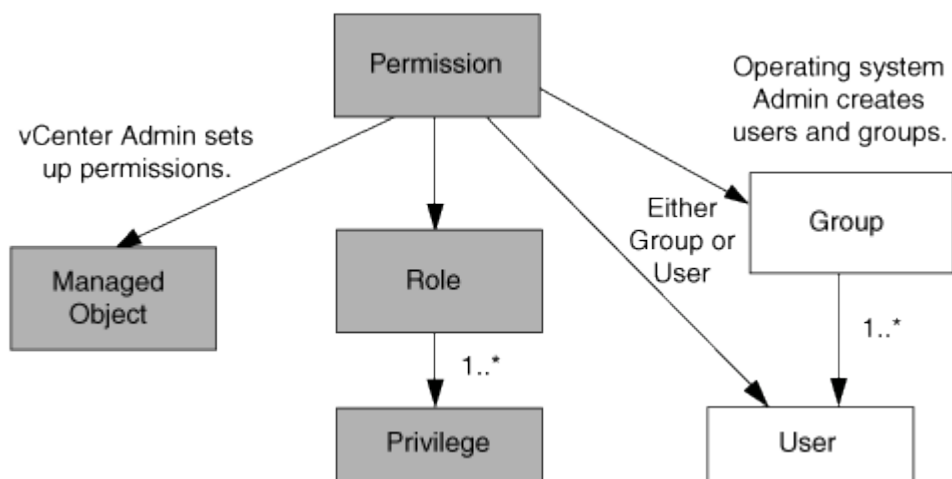 Permission
Operating system
Admin creates
users and groups.
vCenter Admin sets
up permissions.
Either
Group or
User
Group
Managed
Object
Role
1..*
1..*
Privilege
User